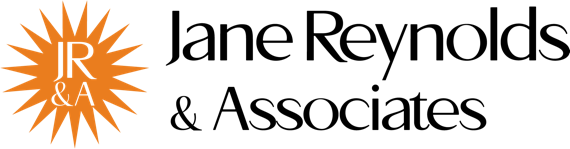 JR
&A
Jane Reynolds
& Associates